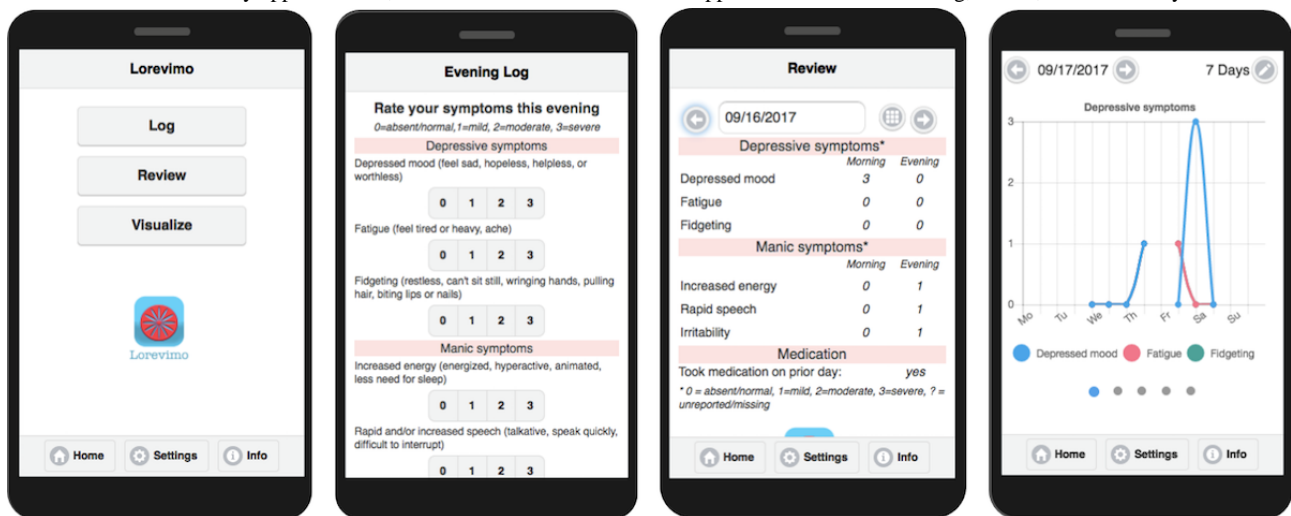 Lorevimo
Log
Review
Visualize
Lorevimo
Home Settings Info
Evening Log
Rate your symptoms this evening
0=absent/normal,1=mild, 2=moderate, 3=severe
Depressive symptoms
Depressed mood (feel sad, hopeless, helpless, or
worthless)
0 1 2 3
Fatigue (feel tired or heavy, ache)
0 1 2 3
Fidgeting (restless, can't sit still, wringing hands, pulling
hair, biting lips or nails)
0 1 2 3
Manic symptoms
Increased energy (energized, hyperactive, animated,
less need for sleep)
0 1 2 3
Rapid and/or increased speech (talkative, speak quickly,
difficult to interrupt)
0 1 2 3
Review
09/16/2017
Depressive symptoms*
Morning Evening
Depressed mood 3 0
Fatigue 0 0
Fidgeting 0 0
Manic symptoms*
Morning Evening
Increased energy 0 1
Rapid speech 0 1
Irritability 0 1
Medication
Took medication on prior day: yes
* 0 = absent/normal, 1=mild, 2=moderate, 3=severe, ? =
unreported/missing
Home Settings Info
09/17/2017 7 Days
Depressive symptoms
3
2
1
0
Mo Tu We Th Fr Sa Su
Depressed mood Fatigue Fidgeting
Home Settings Info